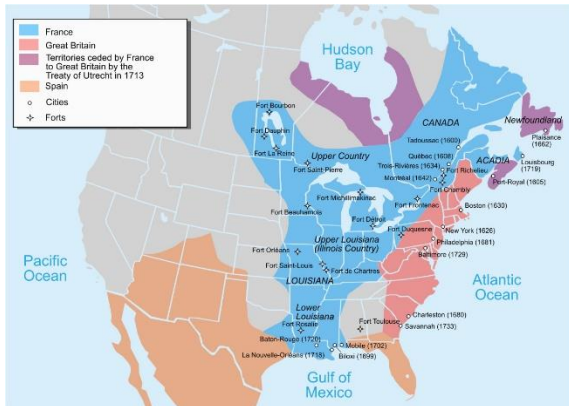 France
Great Britain
Territories ceded by France
to Great Britain by the
Treaty of Utrecht in 1713
Spain
Cities
Forts
Hudson
Bay
Fort Bourbon
Fort Dauphin
Fort La Reine
Fort Saint-Pierre
Upper Country
CANADA
Newfoundland
Plaisance
(1662)
Tadoussac (1600)
Québec (1608)
Trois-Rivières (1634)
Montréal (1642)
Fort Richelieu
ACADIA
Louisbourg
(1719)
Port-Royal (1605)
Fort Chambly
Fort Michilimakinac
Fort Frontenac
Fort Beauharnois
Boston (1630)
Fort Détroit
Fort Duquesne
New York (1626)
Philadelphia (1681)
Baltimore (1729)
Upper Louisiana
(Illinois Country)
Fort Orléans
Fort Saint-Louis
Fort de Chartres
LOUISIANA
Pacific
Ocean
Atlantic
Ocean
Lower
Louisiana
Fort Rosalie
Fort Toulouse
Charleston (1680)
Savannah (1733)
Baton-Rouge (1720)
Mobile (1702)
La Nouvelle-Orléans (1718)
Biloxi (1699)
Gulf of
Mexico